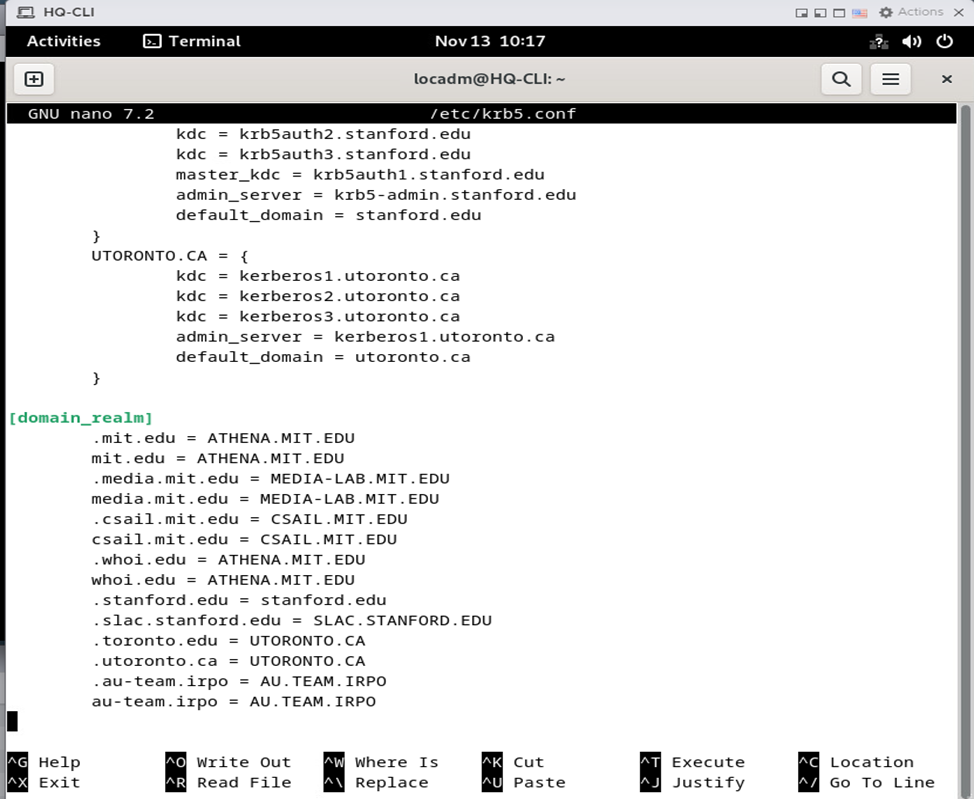 HQ-CLI
Actions
Activities Terminal Nov 13 10:17
locadm@HQ-CLI: ~
GNU nano 7.2 /etc/krb5.conf
kdc = krb5auth2.stanford.edu
kdc = krb5auth3.stanford.edu
master_kdc = krb5auth1.stanford.edu
admin_server = krb5-admin.stanford.edu
default_domain = stanford.edu
}
UTORONTO.CA = {
kdc = kerberos1.utoronto.ca
kdc = kerberos2.utoronto.ca
kdc = kerberos3.utoronto.ca
admin_server = kerberos1.utoronto.ca
default_domain = utoronto.ca
}
[domain_realm]
.mit.edu = ATHENA.MIT.EDU
mit.edu = ATHENA.MIT.EDU
.media.mit.edu = MEDIA-LAB.MIT.EDU
media.mit.edu = MEDIA-LAB.MIT.EDU
.csail.mit.edu = CSAIL.MIT.EDU
csail.mit.edu = CSAIL.MIT.EDU
.whoi.edu = ATHENA.MIT.EDU
whoi.edu = ATHENA.MIT.EDU
.stanford.edu = stanford.edu
.slac.stanford.edu = SLAC.STANFORD.EDU
.toronto.edu = UTORONTO.CA
.utoronto.ca = UTORONTO.CA
.au-team.irpo = AU.TEAM.IRPO
au-team.irpo = AU.TEAM.IRPO
^G Help ^O Write Out ^W Where Is ^K Cut ^T Execute ^C Location
^X Exit ^R Read File ^\ Replace ^U Paste ^J Justify ^/ Go To Line